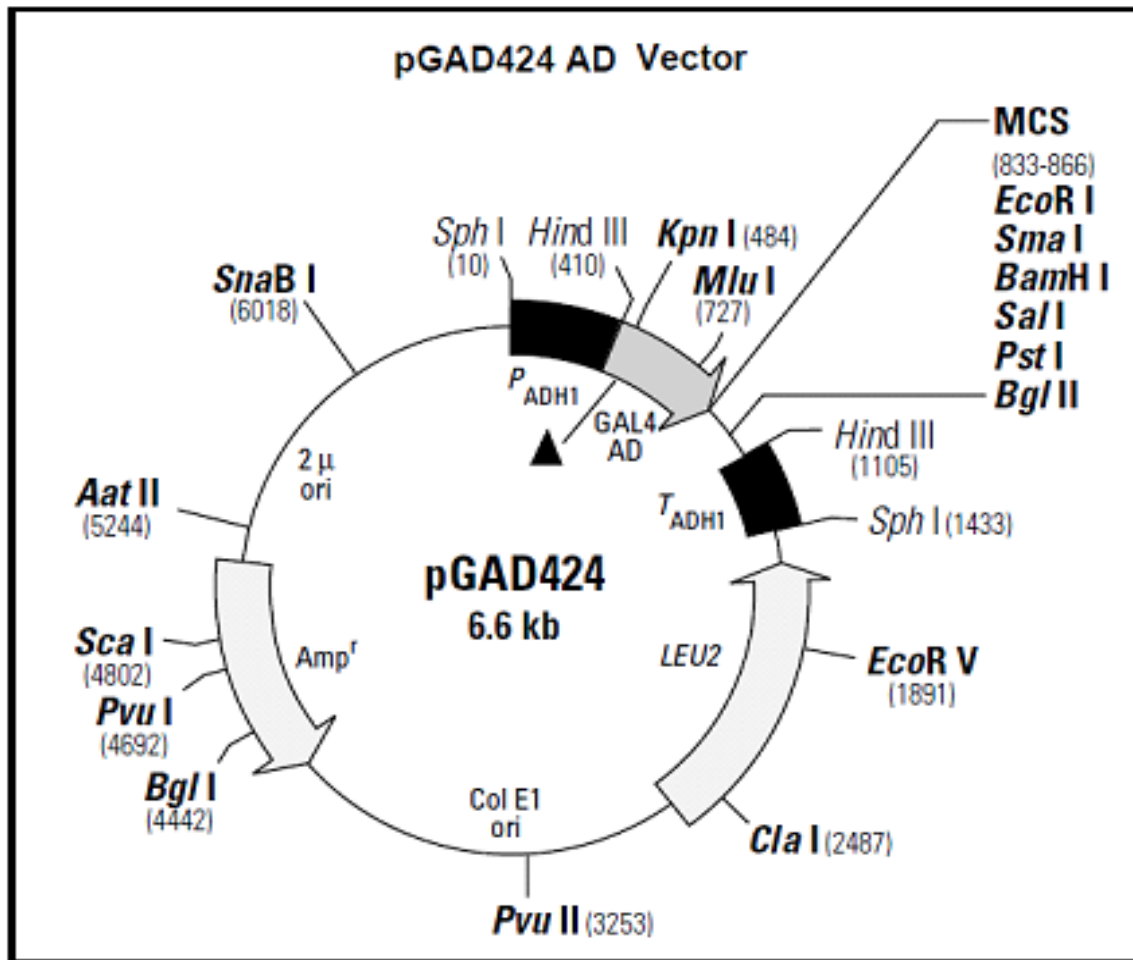 pGAD424 AD Vector
MCS
(833-866)
EcoR I
Sma I
BamH I
Sal I
Pst I
Bgl II
Sph I
(10)
Hind III
(410)
Kpn I (484)
Mlu I
(727)
SnaB I
(6018)
PADH1
GAL4
AD
Hind III
(1105)
2 μ
ori
Aat II
(5244)
TADH1
Sph I (1433)
pGAD424
6.6 kb
Sca I
(4802)
Ampr
LEU2
EcoR V
(1891)
Pvu I
(4692)
Bgl I
(4442)
Col E1
ori
Cla I (2487)
Pvu II (3253)